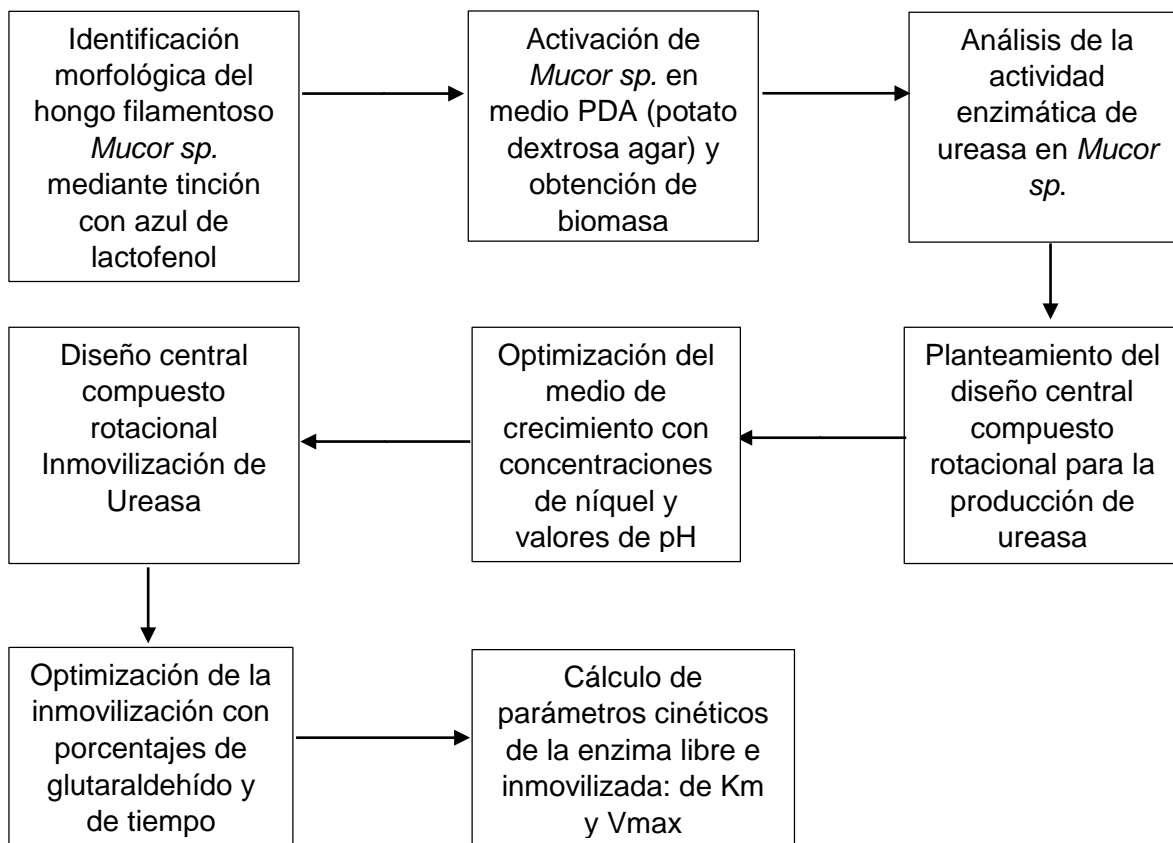 Identificación
morfológica del
hongo filamentoso
Mucor sp.
mediante tinción
con azul de
lactofenol
Activación de
Mucor sp. en
medio PDA (potato
dextrosa agar) y
obtención de
biomasa
Análisis de la
actividad
enzimática de
ureasa en Mucor
sp.
Planteamiento del
diseño central
compuesto
rotacional para la
producción de
ureasa
Optimización del
medio de
crecimiento con
concentraciones
de níquel y
valores de pH
Diseño central
compuesto
rotacional
Inmovilización de
Ureasa
Optimización de la
inmovilización con
porcentajes de
glutaraldehído y
de tiempo
Cálculo de
parámetros cinéticos
de la enzima libre e
inmovilizada: de Km
y Vmax